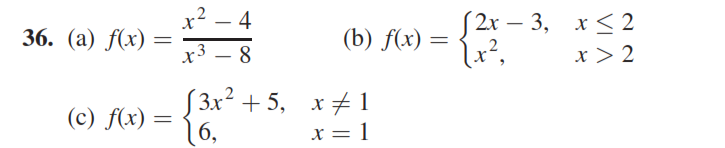 36. (a) f(x) = (x² − 4)/(x³ − 8) (b) f(x) = { 2x − 3, x ≤ 2
x², x > 2
(c) f(x) = { 3x² + 5, x ≠ 1
6, x = 1